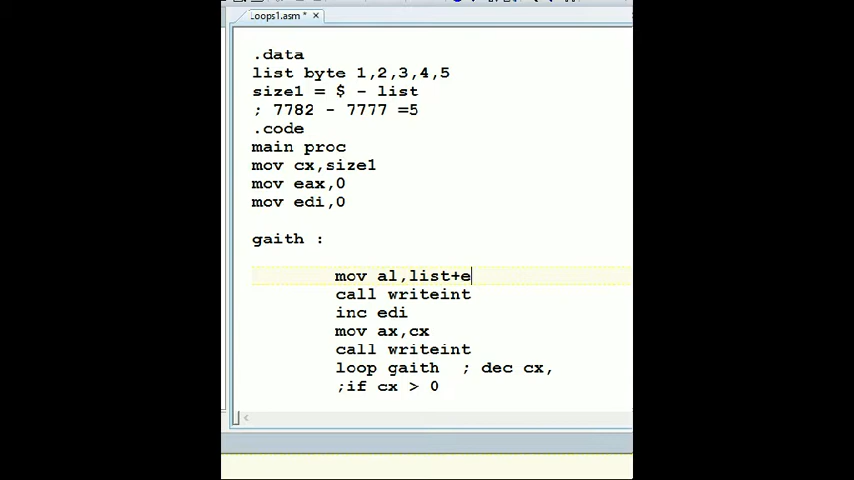 Loops1.asm * ×
.data
list byte 1,2,3,4,5
size1 = $ - list
; 7782 - 7777 =5
.code
main proc
mov cx,size1
mov eax,0
mov edi,0
gaith :
mov al,list+e
call writeint
inc edi
mov ax,cx
call writeint
loop gaith  ; dec cx,
;if cx > 0